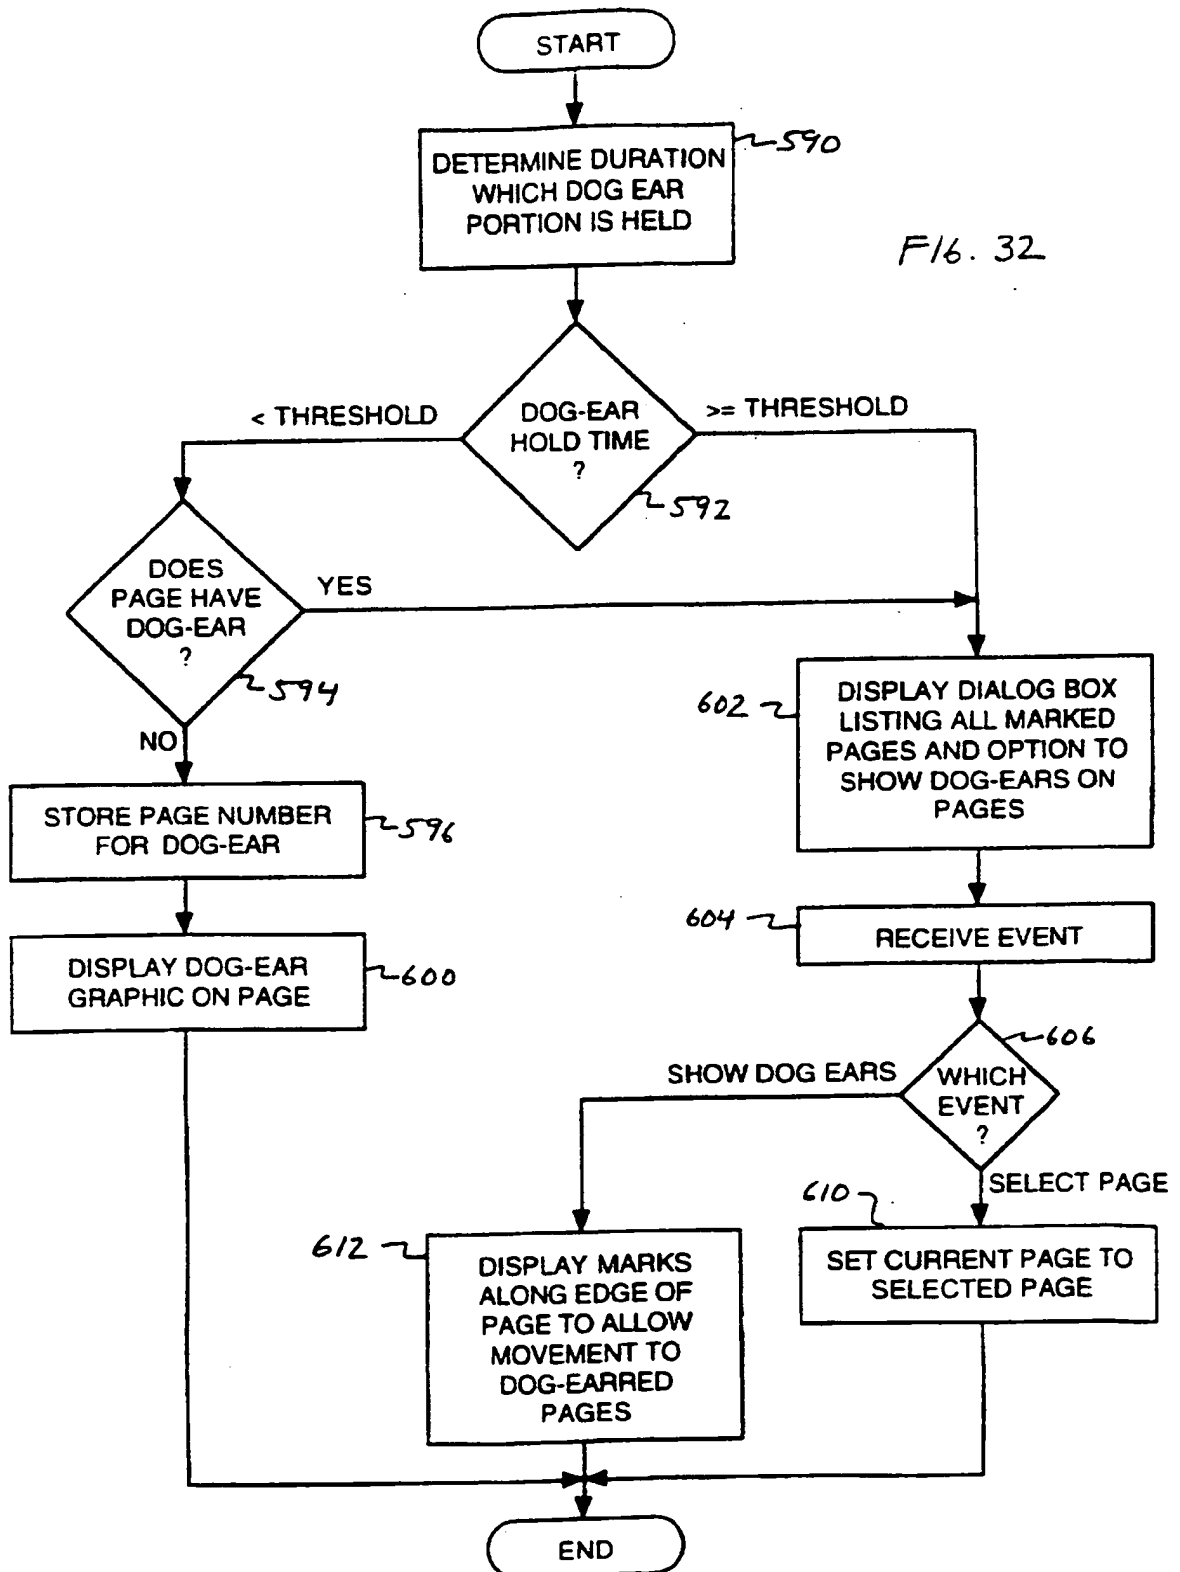 START
DETERMINE DURATION
WHICH DOG EAR
PORTION IS HELD
590
FIG. 32
< THRESHOLD
DOG-EAR
HOLD TIME
?
>= THRESHOLD
592
DOES
PAGE HAVE
DOG-EAR
?
YES
594
NO
602
DISPLAY DIALOG BOX
LISTING ALL MARKED
PAGES AND OPTION TO
SHOW DOG-EARS ON
PAGES
STORE PAGE NUMBER
FOR DOG-EAR
596
604
RECEIVE EVENT
DISPLAY DOG-EAR
GRAPHIC ON PAGE
600
606
SHOW DOG EARS
WHICH
EVENT
?
SELECT PAGE
610
SET CURRENT PAGE TO
SELECTED PAGE
612
DISPLAY MARKS
ALONG EDGE OF
PAGE TO ALLOW
MOVEMENT TO
DOG-EARRED
PAGES
END